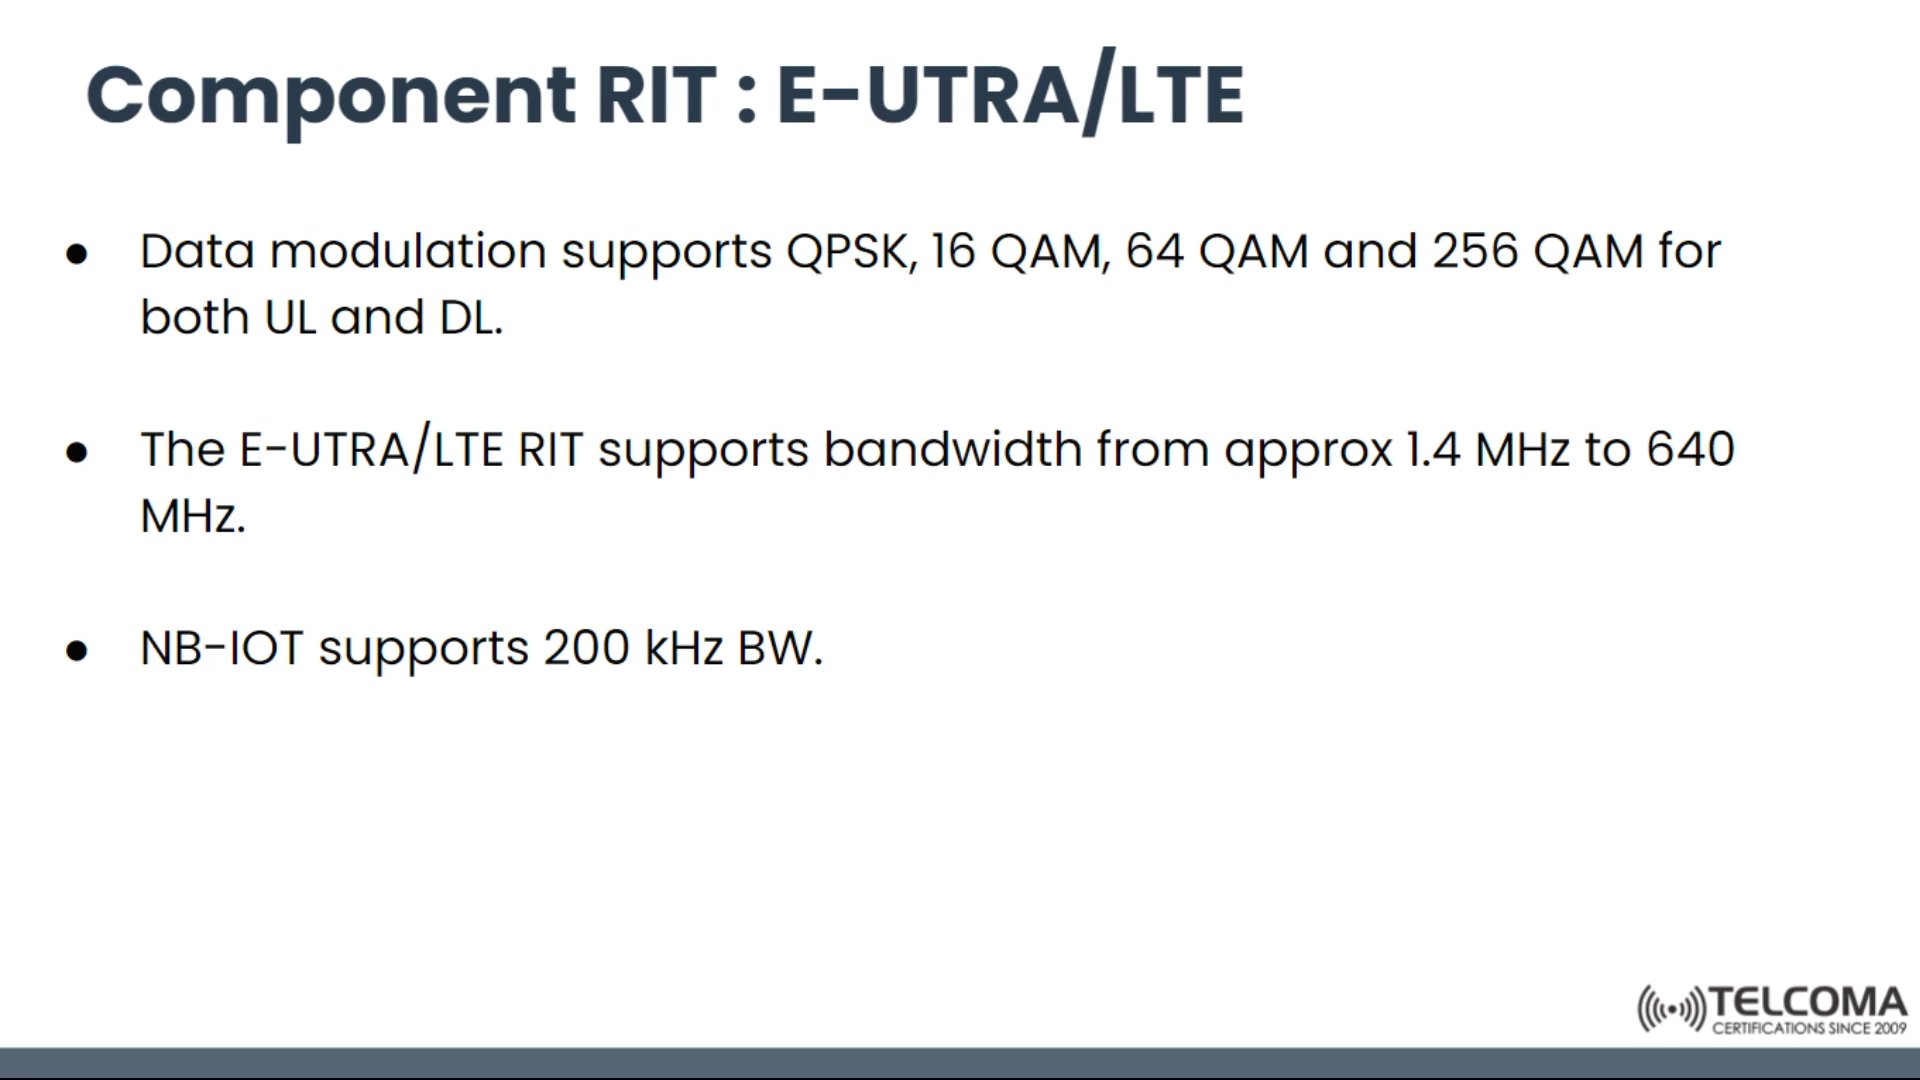 Component RIT : E-UTRA/LTE
● Data modulation supports QPSK, 16 QAM, 64 QAM and 256 QAM for
both UL and DL.
● The E-UTRA/LTE RIT supports bandwidth from approx 1.4 MHz to 640
MHz.
● NB-IOT supports 200 kHz BW.
TELCOMA
CERTIFICATIONS SINCE 2009